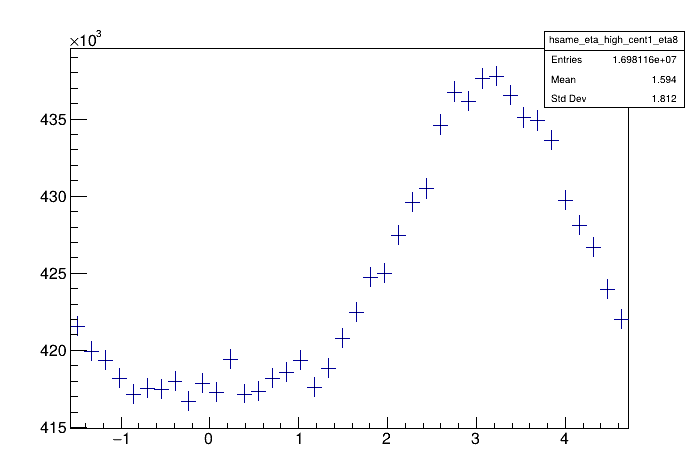 ×10³
hsame_eta_high_cent1_eta8
Entries 1.698116e+07
Mean 1.594
Std Dev 1.812
435
430
425
420
415
−1 0 1 2 3 4